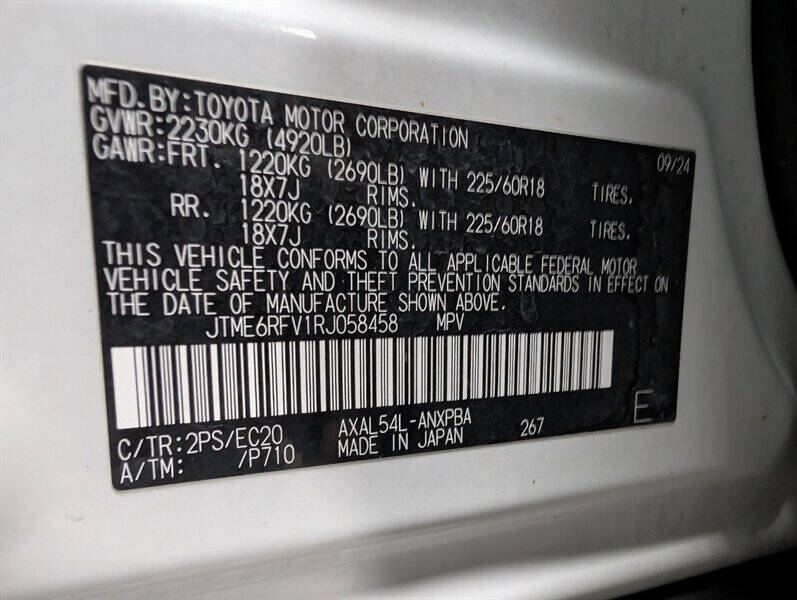 MFD. BY: TOYOTA MOTOR CORPORATION 09/24
GVWR: 2230KG (4920LB)
GAWR: FRT. 1220KG (2690LB) WITH 225/60R18 TIRES.
18X7J RIMS.
RR. 1220KG (2690LB) WITH 225/60R18 TIRES.
18X7J RIMS.
THIS VEHICLE CONFORMS TO ALL APPLICABLE FEDERAL MOTOR
VEHICLE SAFETY AND THEFT PREVENTION STANDARDS IN EFFECT ON
THE DATE OF MANUFACTURE SHOWN ABOVE.
JTME6RFV1RJ058458 MPV
C/TR: 2PS/EC20 AXAL54L-ANXPBA 267 E
A/TM: /P710 MADE IN JAPAN